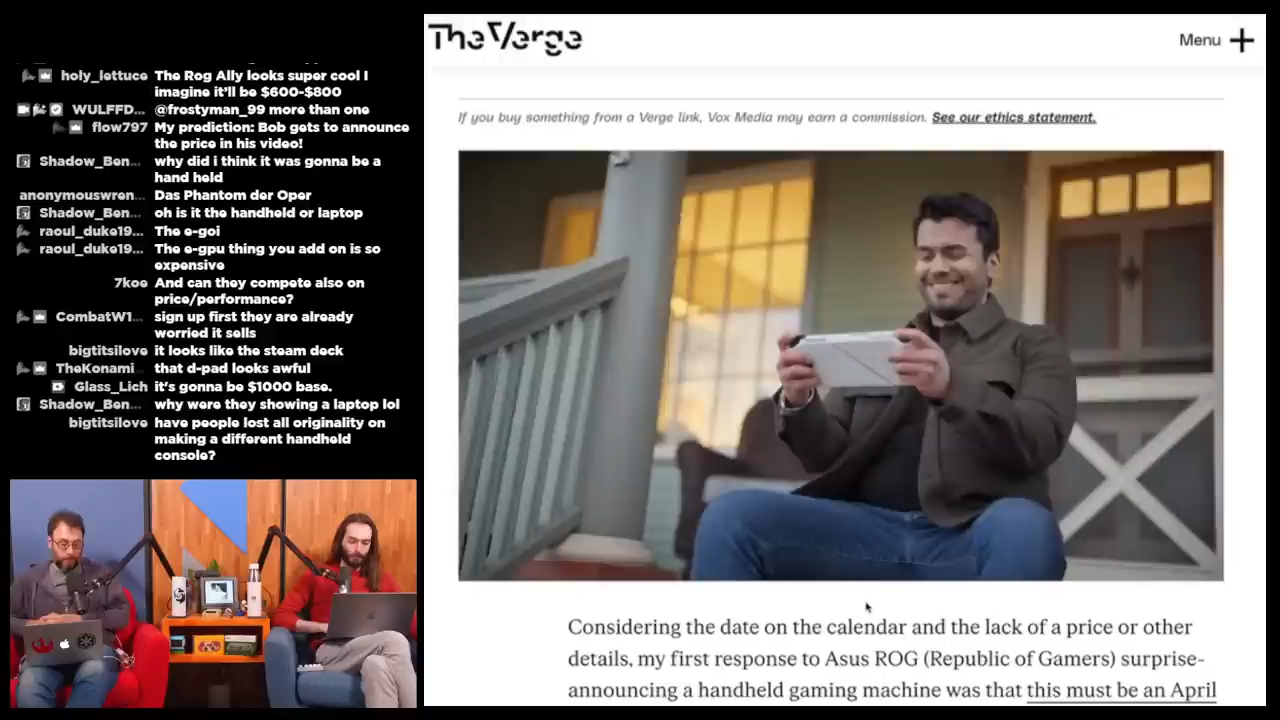 holy_lettuce The Rog Ally looks super cool I
imagine it'll be $600-$800
WULFFD... @frostyman_99 more than one
flow797 My prediction: Bob gets to announce
the price in his video!
Shadow_Ben... why did i think it was gonna be a
hand held
anonymouswren... Das Phantom der Oper
Shadow_Ben... oh is it the handheld or laptop
raoul_duke19... The e-goi
raoul_duke19... The e-gpu thing you add on is so
expensive
7koe And can they compete also on
price/performance?
CombatW1... sign up first they are already
worried it sells
bigtitsilove it looks like the steam deck
TheKonami... that d-pad looks awful
Glass_Lich it's gonna be $1000 base.
Shadow_Ben... why were they showing a laptop lol
bigtitsilove have people lost all originality on
making a different handheld
console?
The Verge
Menu
If you buy something from a Verge link, Vox Media may earn a commission. See our ethics statement.
Considering the date on the calendar and the lack of a price or other
details, my first response to Asus ROG (Republic of Gamers) surprise-
announcing a handheld gaming machine was that this must be an April